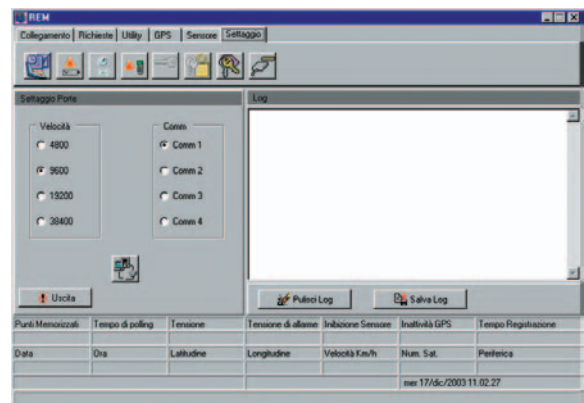 REM
Collegamento Richieste Utility GPS Sensore Settaggio
Settaggio Porte
Log
Velocità
Comm
4800
Comm 1
9600
Comm 2
19200
Comm 3
38400
Comm 4
Uscita
Pulisci Log
Salva Log
Punti Memorizzati Tempo di polling Tensione Tensione di allarme Inibizione Sensore Inattività GPS Tempo Registrazione
Data Ora Latitudine Longitudine Velocità Km/h Num. Sat. Periferica
mer 17/dic/2003 11.02.27